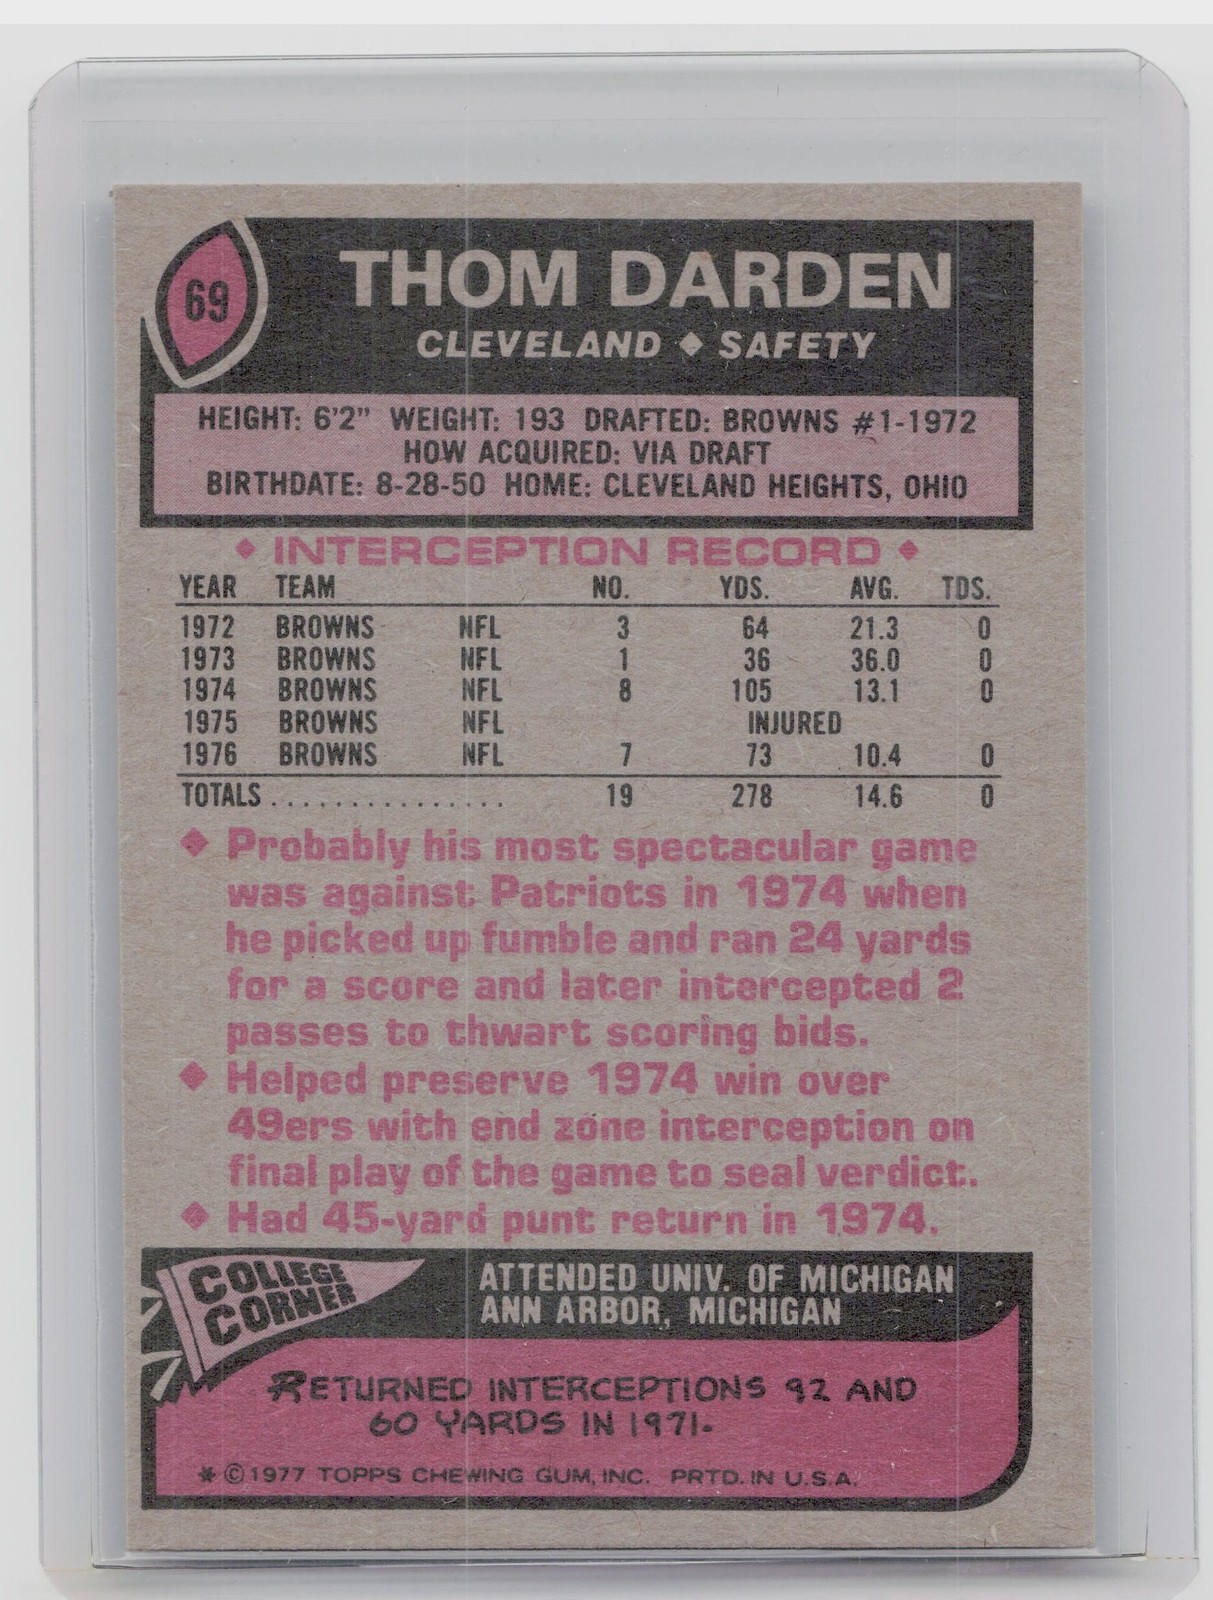 69
THOM DARDEN
CLEVELAND ◆ SAFETY
HEIGHT: 6'2" WEIGHT: 193 DRAFTED: BROWNS #1-1972
HOW ACQUIRED: VIA DRAFT
BIRTHDATE: 8-28-50 HOME: CLEVELAND HEIGHTS, OHIO
◆ INTERCEPTION RECORD ◆
YEAR TEAM NO. YDS. AVG. TDS.
1972 BROWNS NFL 3 64 21.3 0
1973 BROWNS NFL 1 36 36.0 0
1974 BROWNS NFL 8 105 13.1 0
1975 BROWNS NFL INJURED
1976 BROWNS NFL 7 73 10.4 0
TOTALS............... 19 278 14.6 0
◆ Probably his most spectacular game
was against Patriots in 1974 when
he picked up fumble and ran 24 yards
for a score and later intercepted 2
passes to thwart scoring bids.
◆ Helped preserve 1974 win over
49ers with end zone interception on
final play of the game to seal verdict.
◆ Had 45-yard punt return in 1974.
COLLEGE
CORNER
ATTENDED UNIV. OF MICHIGAN
ANN ARBOR, MICHIGAN
RETURNED INTERCEPTIONS 92 AND
60 YARDS IN 1971.
* © 1977 TOPPS CHEWING GUM, INC. PRTD. IN U.S.A.